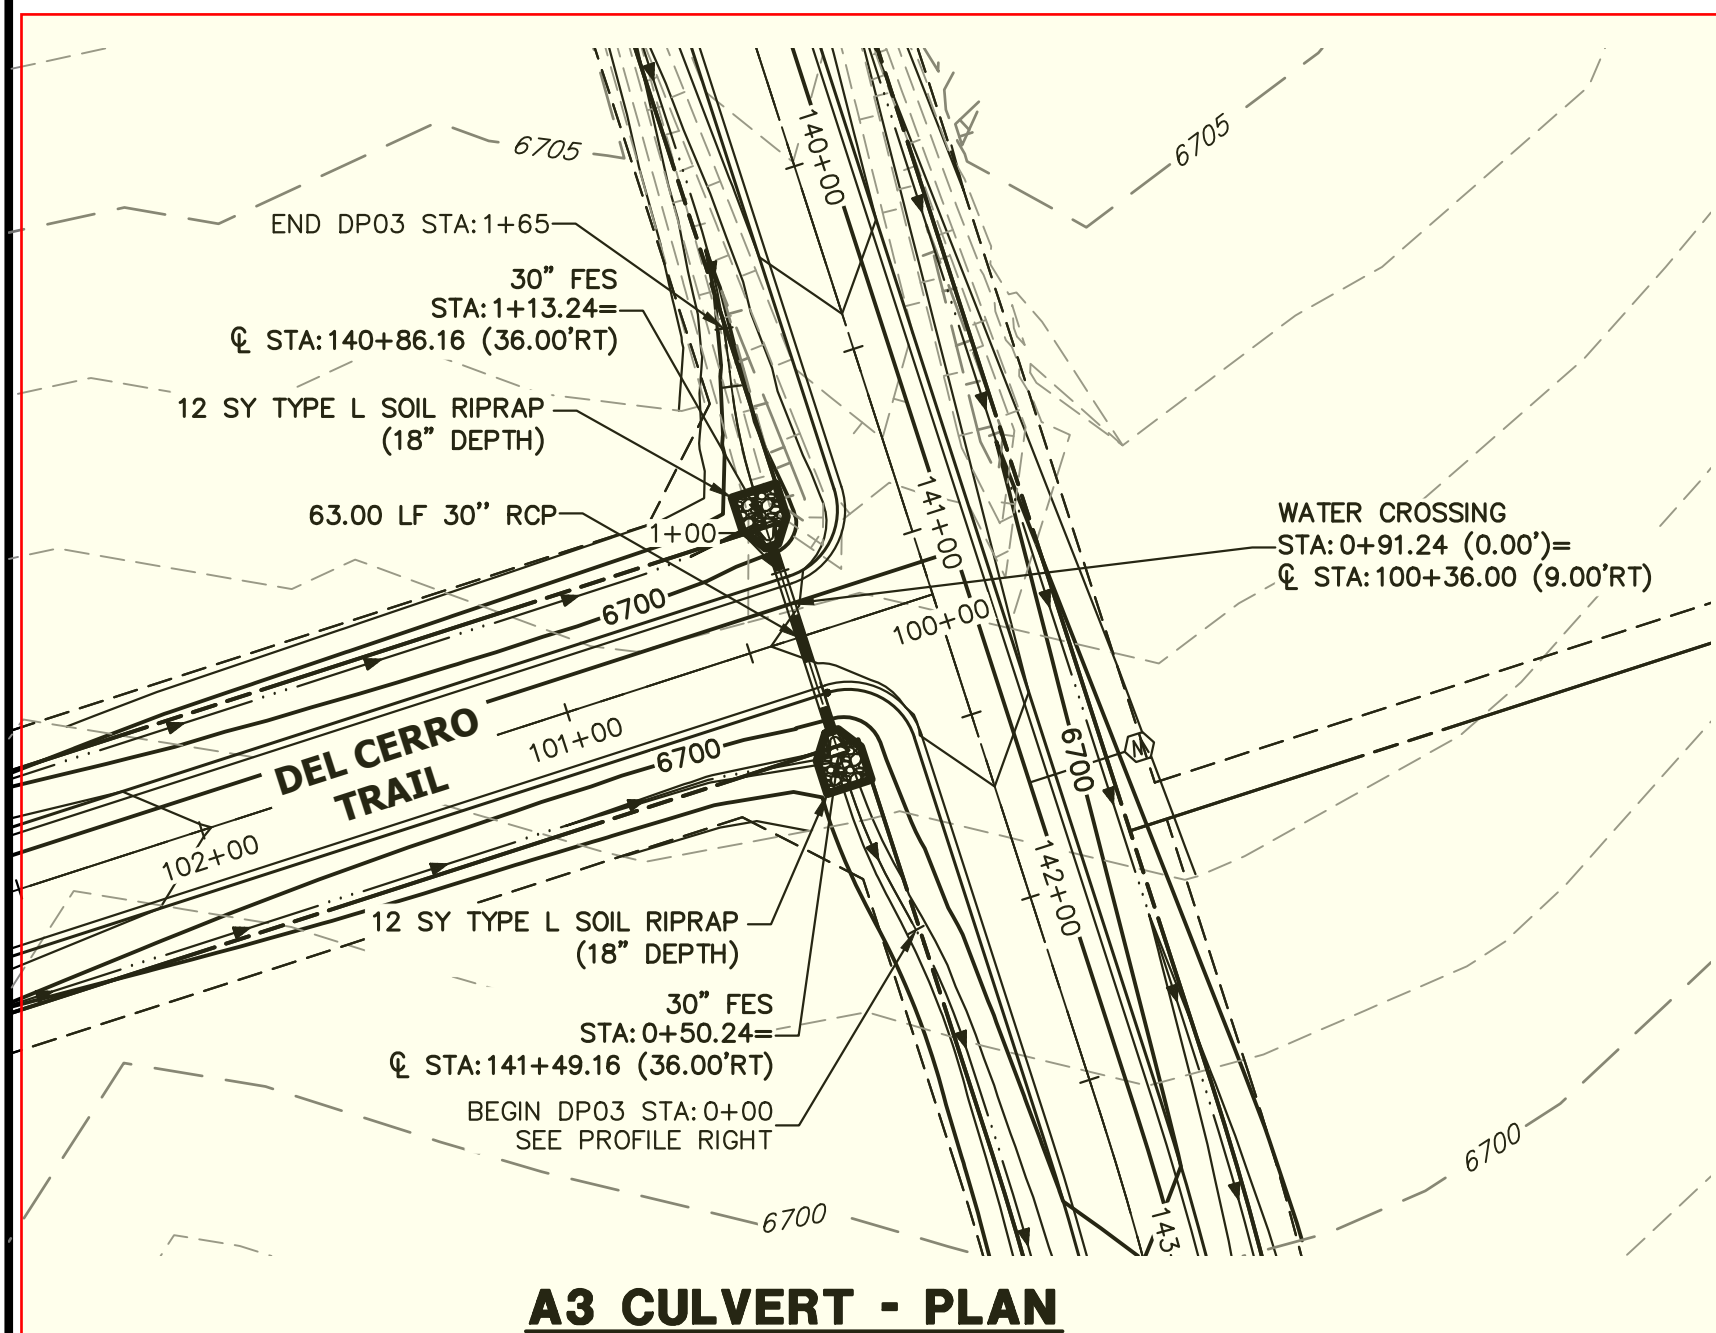 6705
6705
140+00
END DP03 STA:1+65
30” FES
STA:1+13.24=
℄ STA:140+86.16 (36.00'RT)
12 SY TYPE L SOIL RIPRAP
(18” DEPTH)
63.00 LF 30” RCP
1+00
141+00
WATER CROSSING
STA:0+91.24 (0.00')=
℄ STA:100+36.00 (9.00'RT)
6700
100+00
DEL CERRO
TRAIL
101+00
6700
6700
M
102+00
142+00
12 SY TYPE L SOIL RIPRAP
(18” DEPTH)
30” FES
STA:0+50.24=
℄ STA:141+49.16 (36.00'RT)
BEGIN DP03 STA:0+00
SEE PROFILE RIGHT
6700
6700
143
A3 CULVERT - PLAN